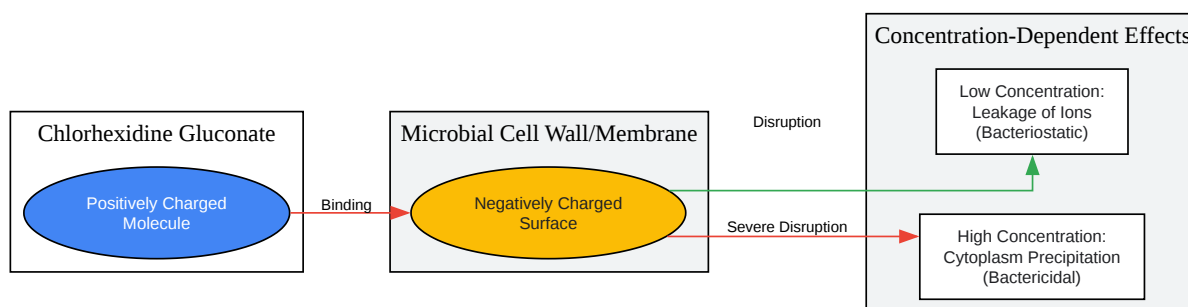 Chlorhexidine Gluconate
Positively Charged
Molecule
Binding
Microbial Cell Wall/Membrane
Negatively Charged
Surface
Disruption
Severe Disruption
Concentration-Dependent Effects
Low Concentration:
Leakage of Ions
(Bacteriostatic)
High Concentration:
Cytoplasm Precipitation
(Bactericidal)